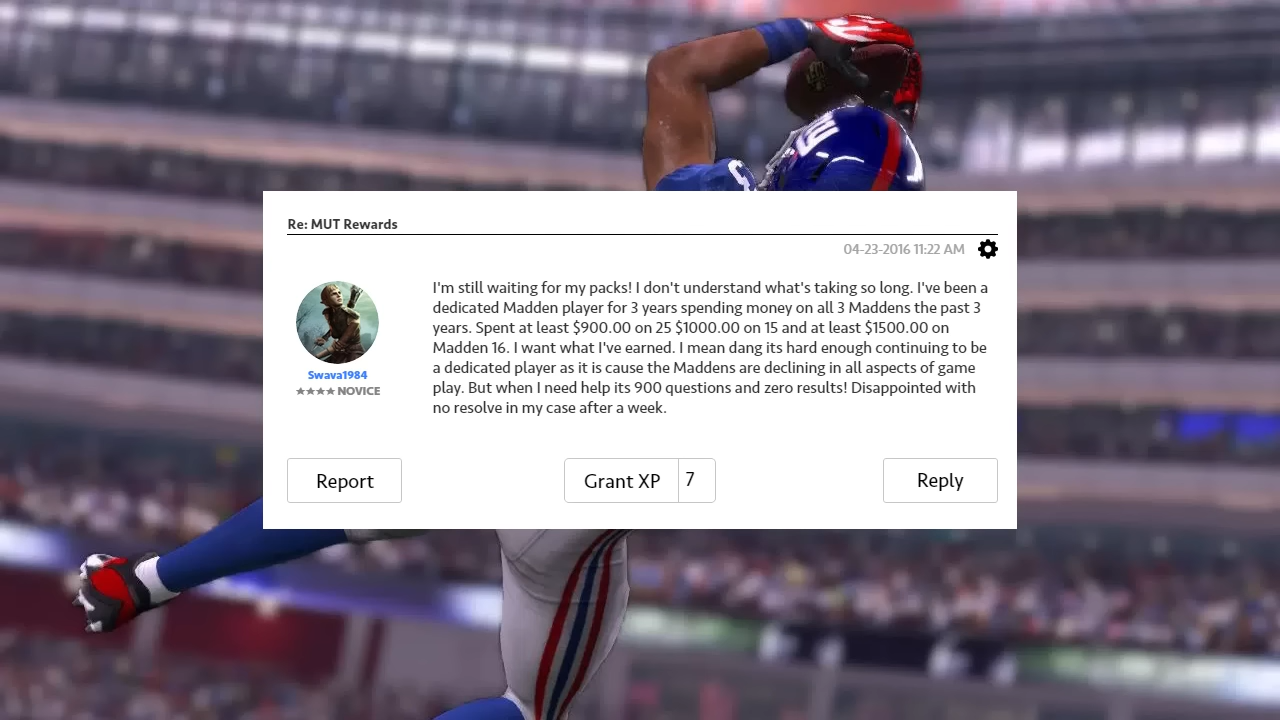 Re: MUT Rewards
04-23-2016 11:22 AM
I'm still waiting for my packs! I don't understand what's taking so long. I've been a
dedicated Madden player for 3 years spending money on all 3 Maddens the past 3
years. Spent at least $900.00 on 25 $1000.00 on 15 and at least $1500.00 on
Madden 16. I want what I've earned. I mean dang its hard enough continuing to be
a dedicated player as it is cause the Maddens are declining in all aspects of game
play. But when I need help its 900 questions and zero results! Disappointed with
no resolve in my case after a week.
Swava1984
★★★★ NOVICE
Report
Grant XP 7
Reply
ny